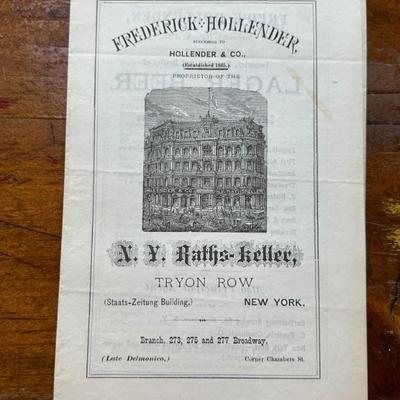 FREDERICK HOLLENDER,
SUCCESSOR TO
HOLLENDER & CO.,
(Established 1865.)
PROPRIETOR OF THE
N. Y. Raths-Keller,
TRYON ROW,
(Staats-Zeitung Building,) NEW YORK.
Branch, 273, 275 and 277 Broadway,
(Late Delmonico,) Corner Chambers St.